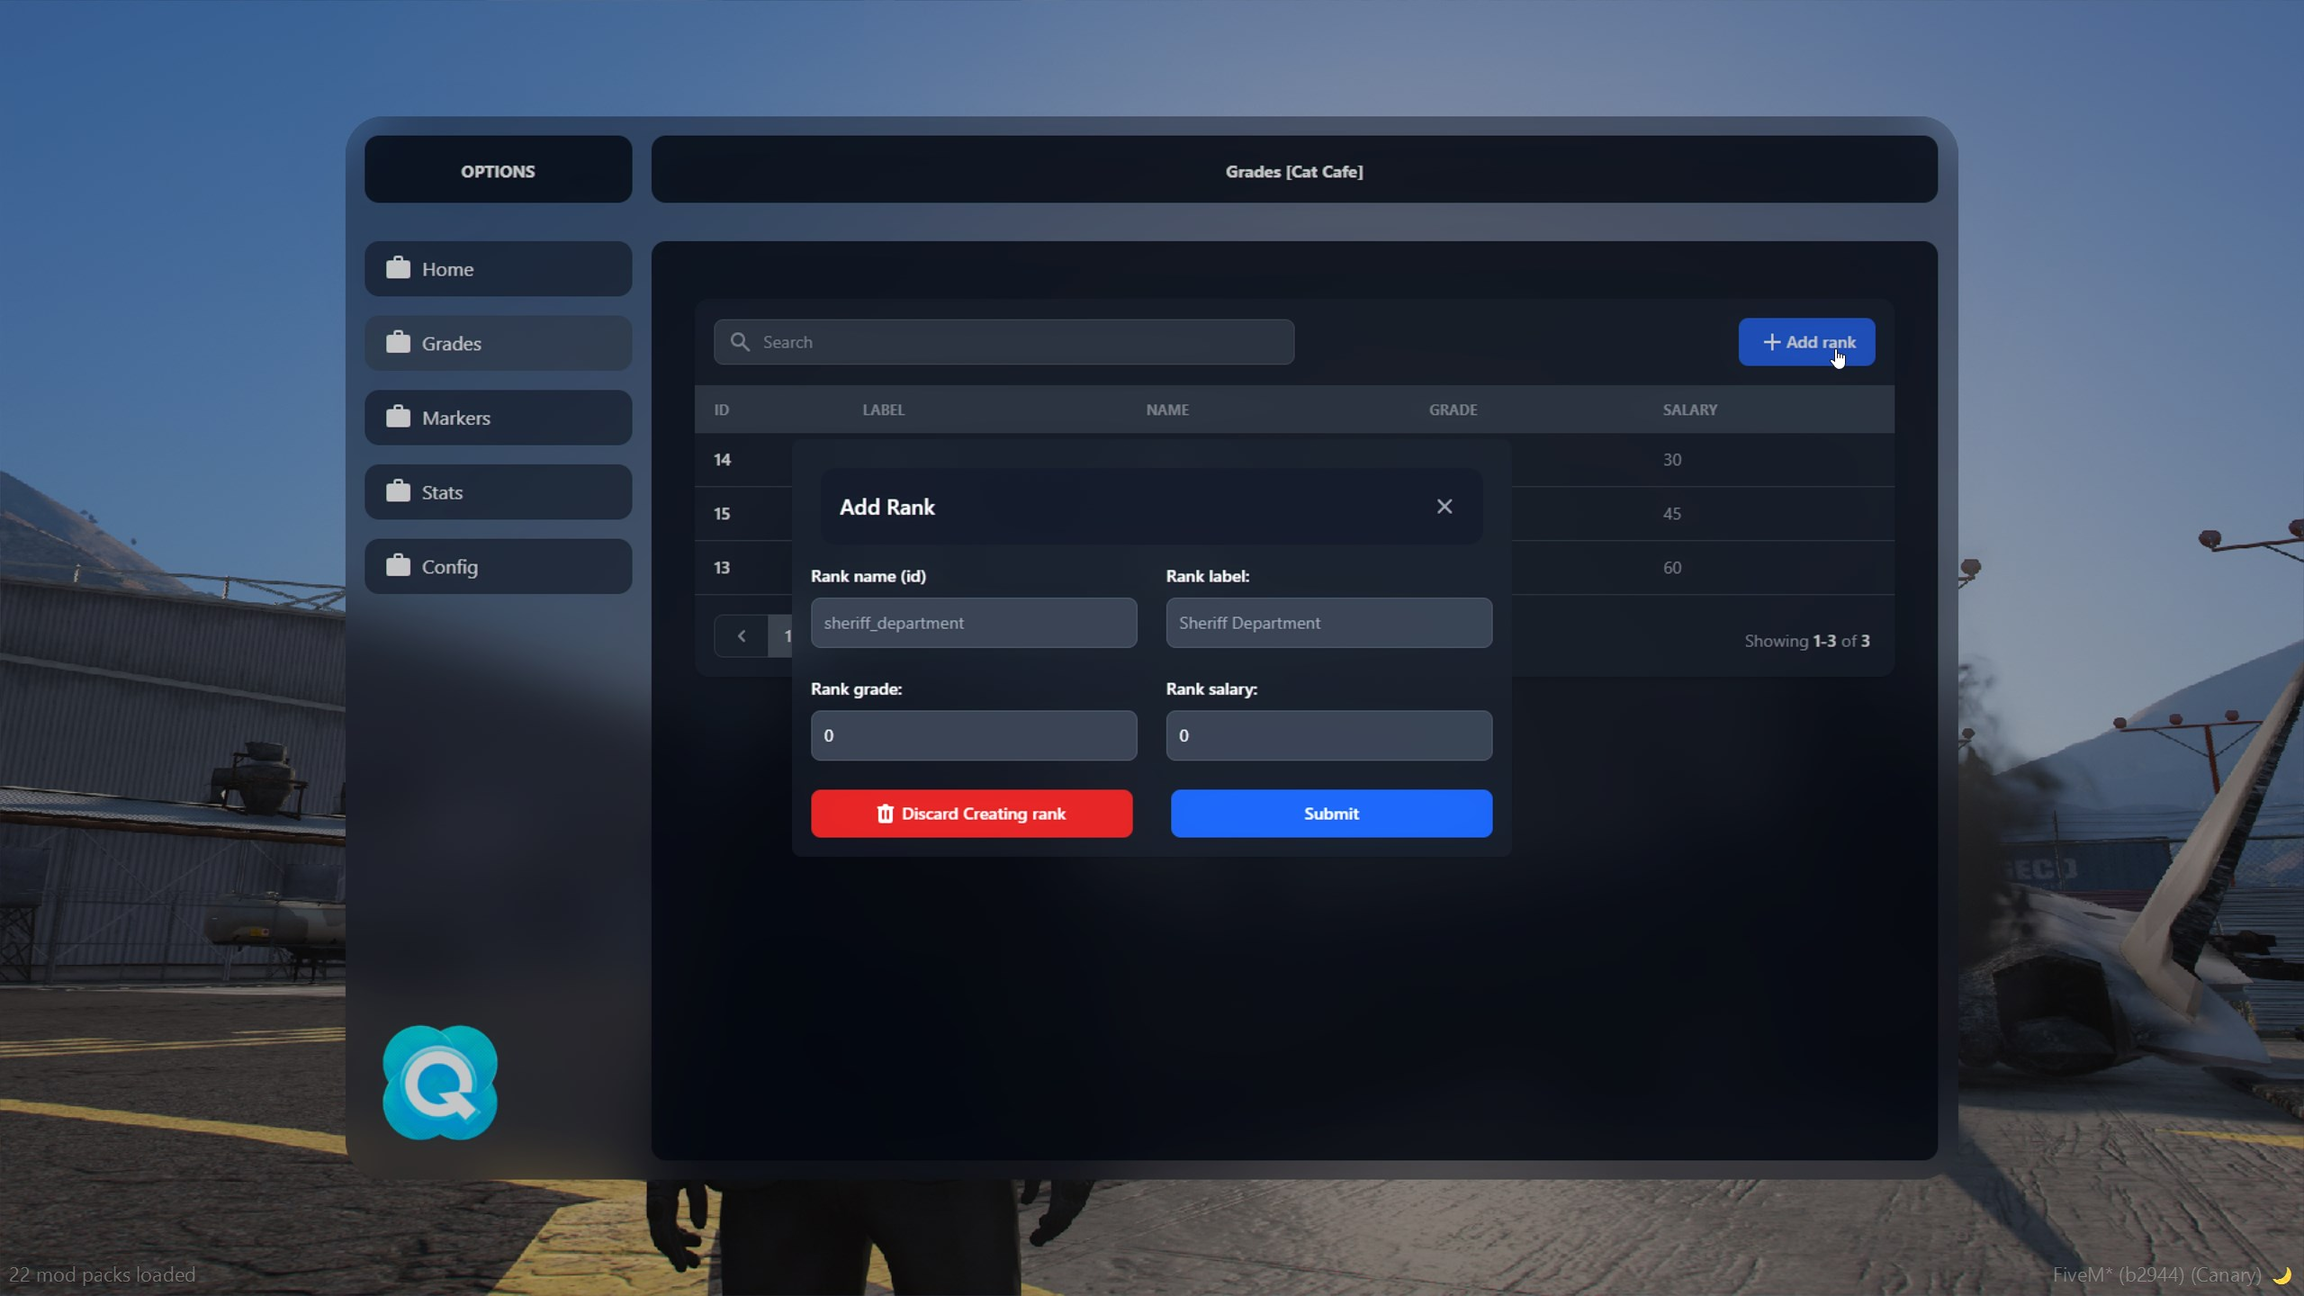 OPTIONS
Grades [Cat Cafe]
Home
Grades
Markers
Stats
Config
Search
Add rank
ID LABEL NAME GRADE SALARY
14 30
15 45
13 60
1
Showing 1-3 of 3
Add Rank
Rank name (id) Rank label:
sheriff_department Sheriff Department
Rank grade: Rank salary:
0 0
Discard Creating rank Submit
22 mod packs loaded
FiveM* (b2944) (Canary)